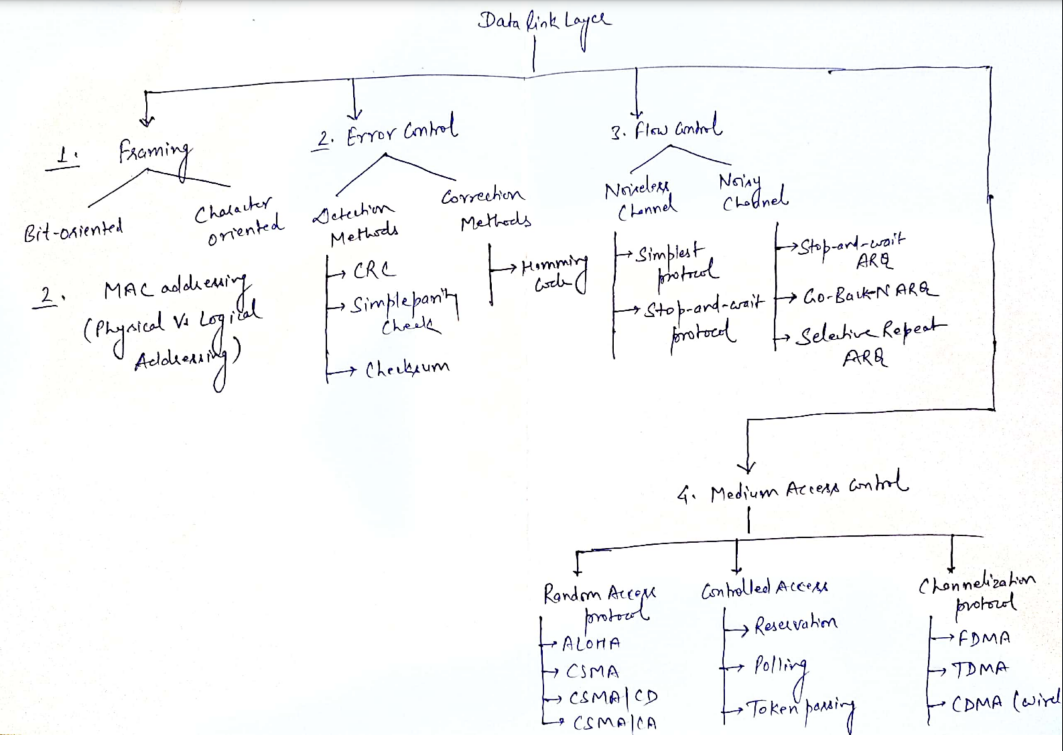 Data link Layer
1. Framing
Bit-oriented
Character
oriented
2. MAC addressing
(Physical Vs Logical
Addressing)
2. Error Control
Detection
Methods
CRC
Simple parity
Check
Checksum
Correction
Methods
Hamming
Code
3. Flow Control
Noiseless
Channel
Simplest
protocol
Stop-and-wait
protocol
Noisy
Channel
Stop-and-wait
ARQ
Go-Back-N ARQ
Selective Repeat
ARQ
4. Medium Access Control
Random Access
protocol
ALOHA
CSMA
CSMA/CD
CSMA/CA
Controlled Access
Reservation
Polling
Token passing
Channelization
protocol
FDMA
TDMA
CDMA (wirel